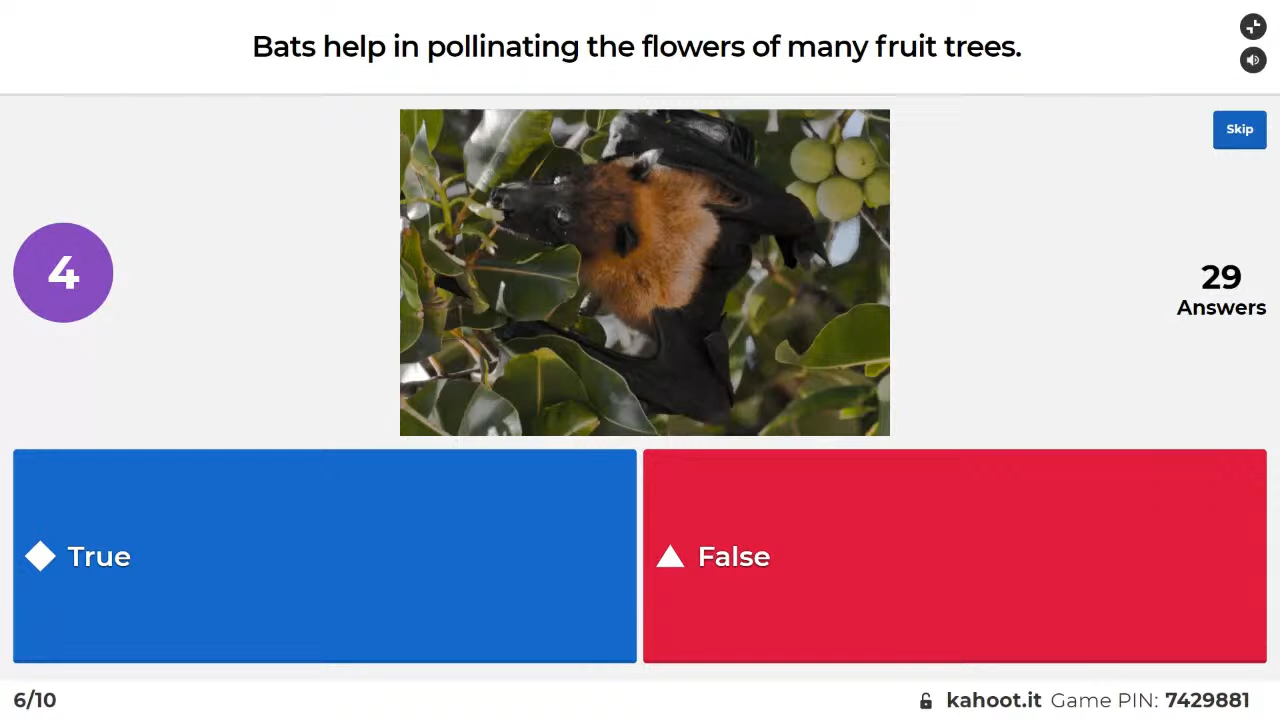 Bats help in pollinating the flowers of many fruit trees.
Skip
4
29
Answers
True
False
6/10
kahoot.it Game PIN: 7429881